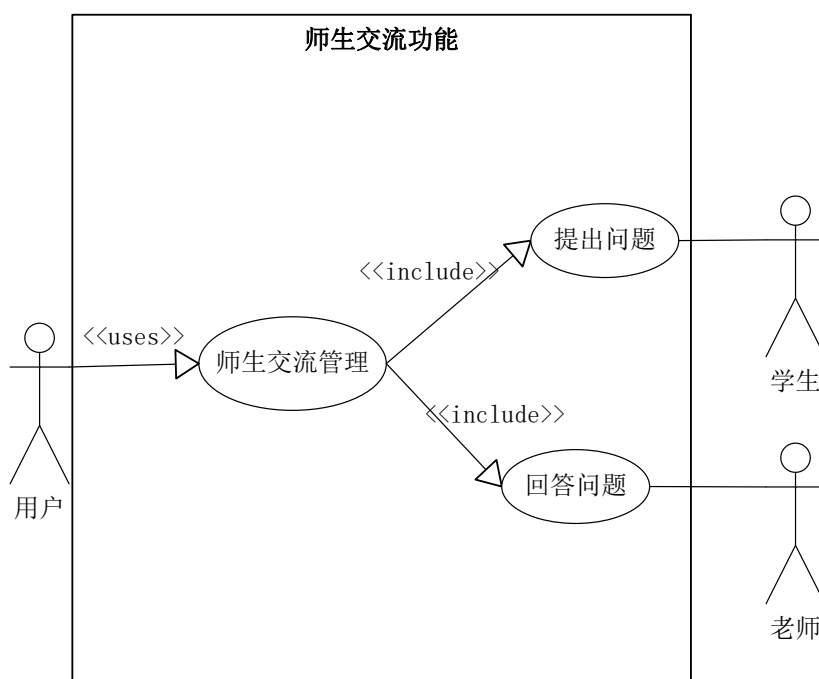 师生交流功能
提出问题
<<include>>
<<uses>>
师生交流管理
学生
<<include>>
回答问题
用户
老师